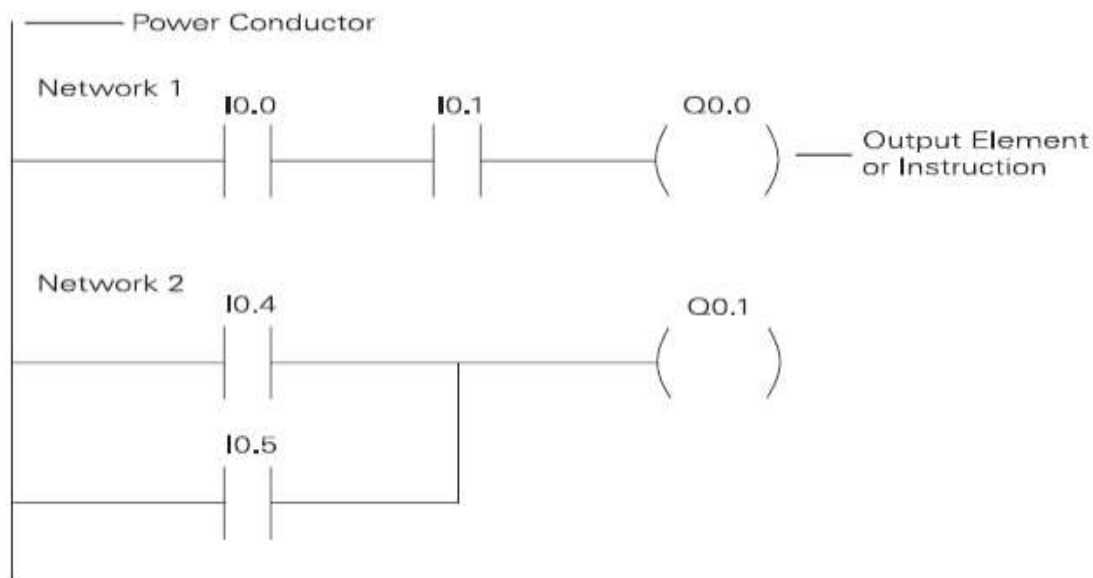 Power Conductor
Network 1
I0.0
I0.1
Q0.0
Output Element
or Instruction
Network 2
I0.4
Q0.1
I0.5